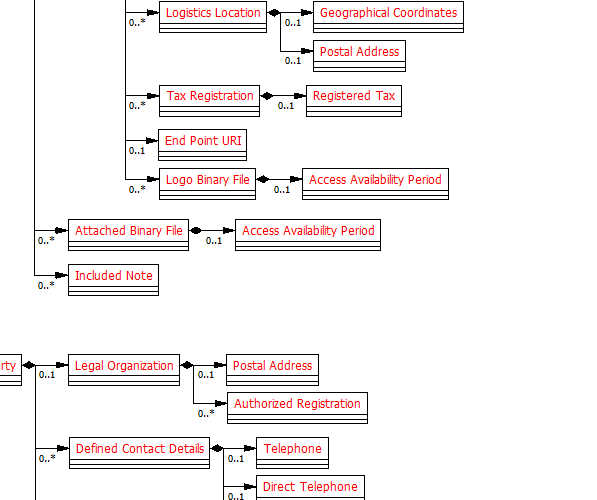 Logistics Location
0..*
0..1
Geographical Coordinates
0..1
Postal Address
Tax Registration
0..*
0..1
Registered Tax
End Point URI
0..1
Logo Binary File
0..*
0..1
Access Availability Period
Attached Binary File
0..*
0..1
Access Availability Period
Included Note
0..*
rty
0..1
Legal Organization
0..1
Postal Address
0..*
Authorized Registration
Defined Contact Details
0..*
0..1
Telephone
0..1
Direct Telephone